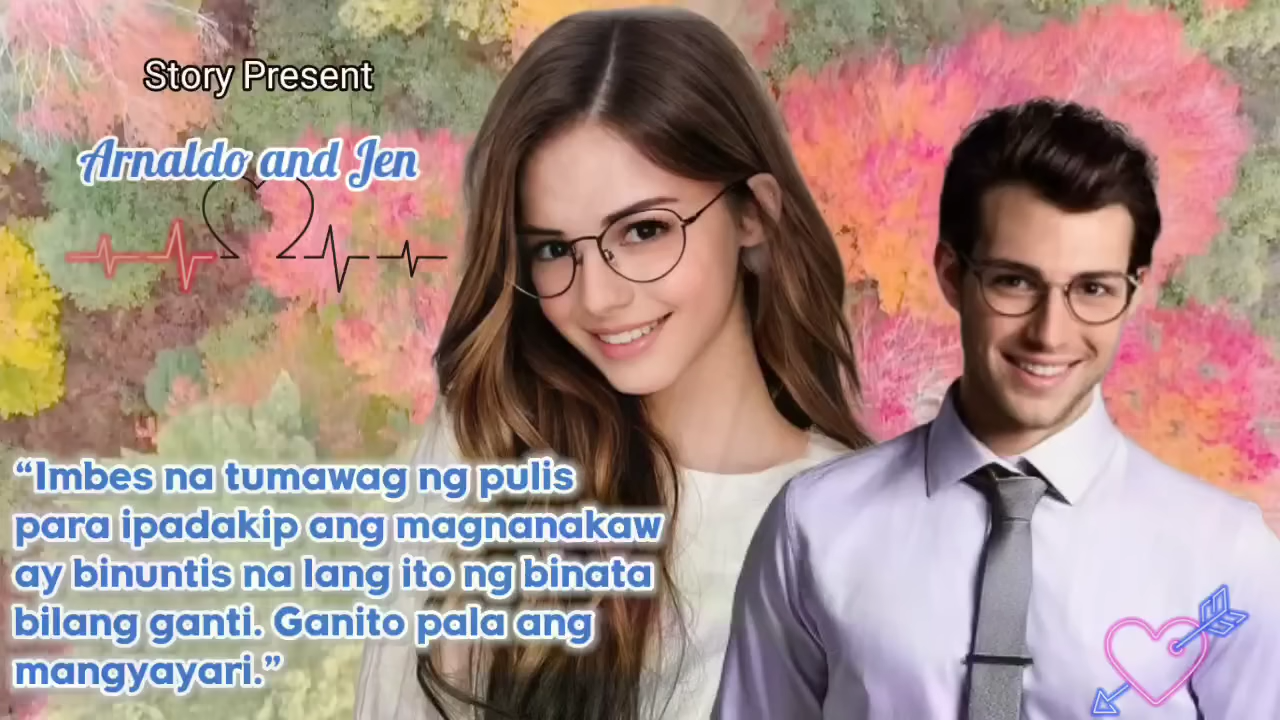 Story Present
Arnaldo and Jen
“Imbes na tumawag ng pulis
para ipadakip ang magnanakaw
ay binuntis na lang ito ng binata
bilang ganti. Ganito pala ang
mangyayari.”